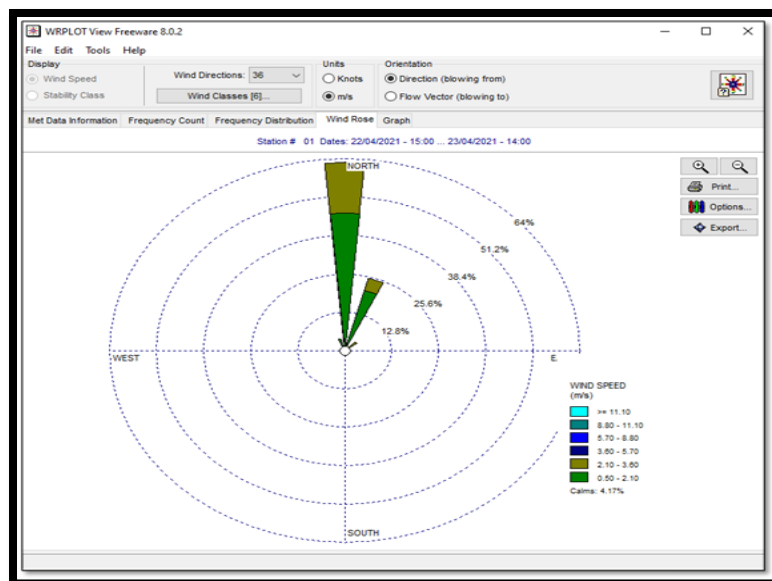 WRPLOT View Freeware 8.0.2
File Edit Tools Help
Display
Wind Speed
Stability Class
Wind Directions: 36
Wind Classes [6]...
Units
Knots
m/s
Orientation
Direction (blowing from)
Flow Vector (blowing to)
Met Data Information Frequency Count Frequency Distribution Wind Rose Graph
Station # 01 Dates: 22/04/2021 - 15:00 ... 23/04/2021 - 14:00
Print...
Options...
Export...
NORTH
64%
51.2%
38.4%
25.6%
12.8%
WEST
E.
SOUTH
WIND SPEED
(m/s)
>= 11.10
8.80 - 11.10
5.70 - 8.80
3.60 - 5.70
2.10 - 3.60
0.50 - 2.10
Calms: 4.17%